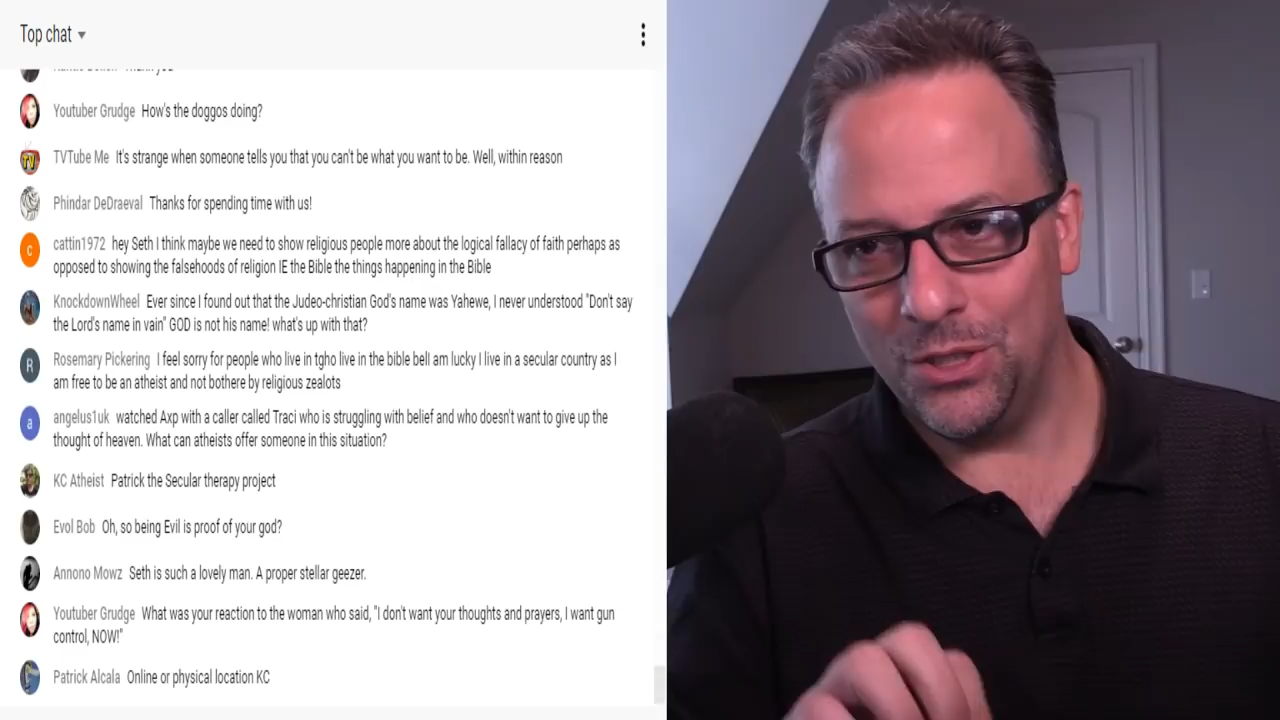 Top chat
Youtuber Grudge How's the doggos doing?
TVTube Me It's strange when someone tells you that you can't be what you want to be. Well, within reason
Phindar DeDraeval Thanks for spending time with us!
cattin1972 hey Seth I think maybe we need to show religious people more about the logical fallacy of faith perhaps as
opposed to showing the falsehoods of religion IE the Bible the things happening in the Bible
KnockdownWheel Ever since I found out that the Judeo-christian God's name was Yahewe, I never understood "Don't say
the Lord's name in vain" GOD is not his name! what's up with that?
Rosemary Pickering I feel sorry for people who live in tgho live in the bible bell am lucky I live in a secular country as I
am free to be an atheist and not bothere by religious zealots
angelus1uk watched Axp with a caller called Traci who is struggling with belief and who doesn't want to give up the
thought of heaven. What can atheists offer someone in this situation?
KC Atheist Patrick the Secular therapy project
Evol Bob Oh, so being Evil is proof of your god?
Annono Mowz Seth is such a lovely man. A proper stellar geezer.
Youtuber Grudge What was your reaction to the woman who said, "I don't want your thoughts and prayers, I want gun
control, NOW!"
Patrick Alcala Online or physical location KC